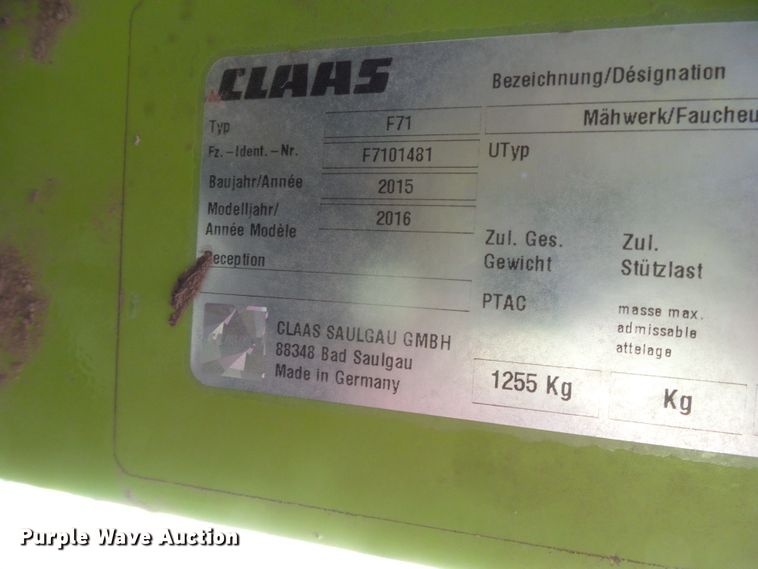 CLAAS
Bezeichnung/Désignation
Typ F71
Mähwerk/Faucheu
Fz.-Ident.-Nr. F7101481
UTyp
Baujahr/Année 2015
Modelljahr/
Année Modèle 2016
eception
Zul. Ges.
Gewicht
Zul.
Stützlast
PTAC
masse max.
admissable
attelage
1255 Kg
Kg
CLAAS SAULGAU GMBH
88348 Bad Saulgau
Made in Germany
Purple Wave Auction